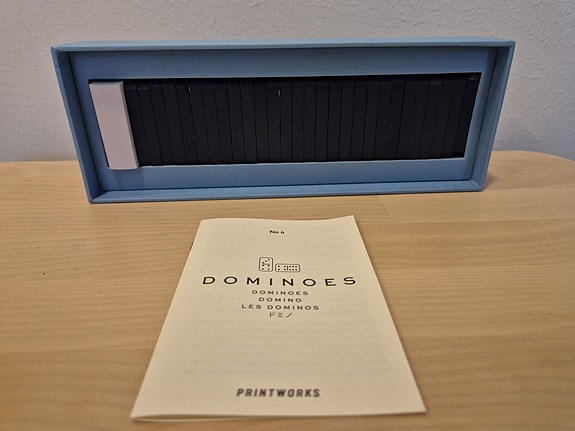 No 4
DOMINOES
DOMINOES
DOMINO
LES DOMINOS
ドミノ
PRINTWORKS